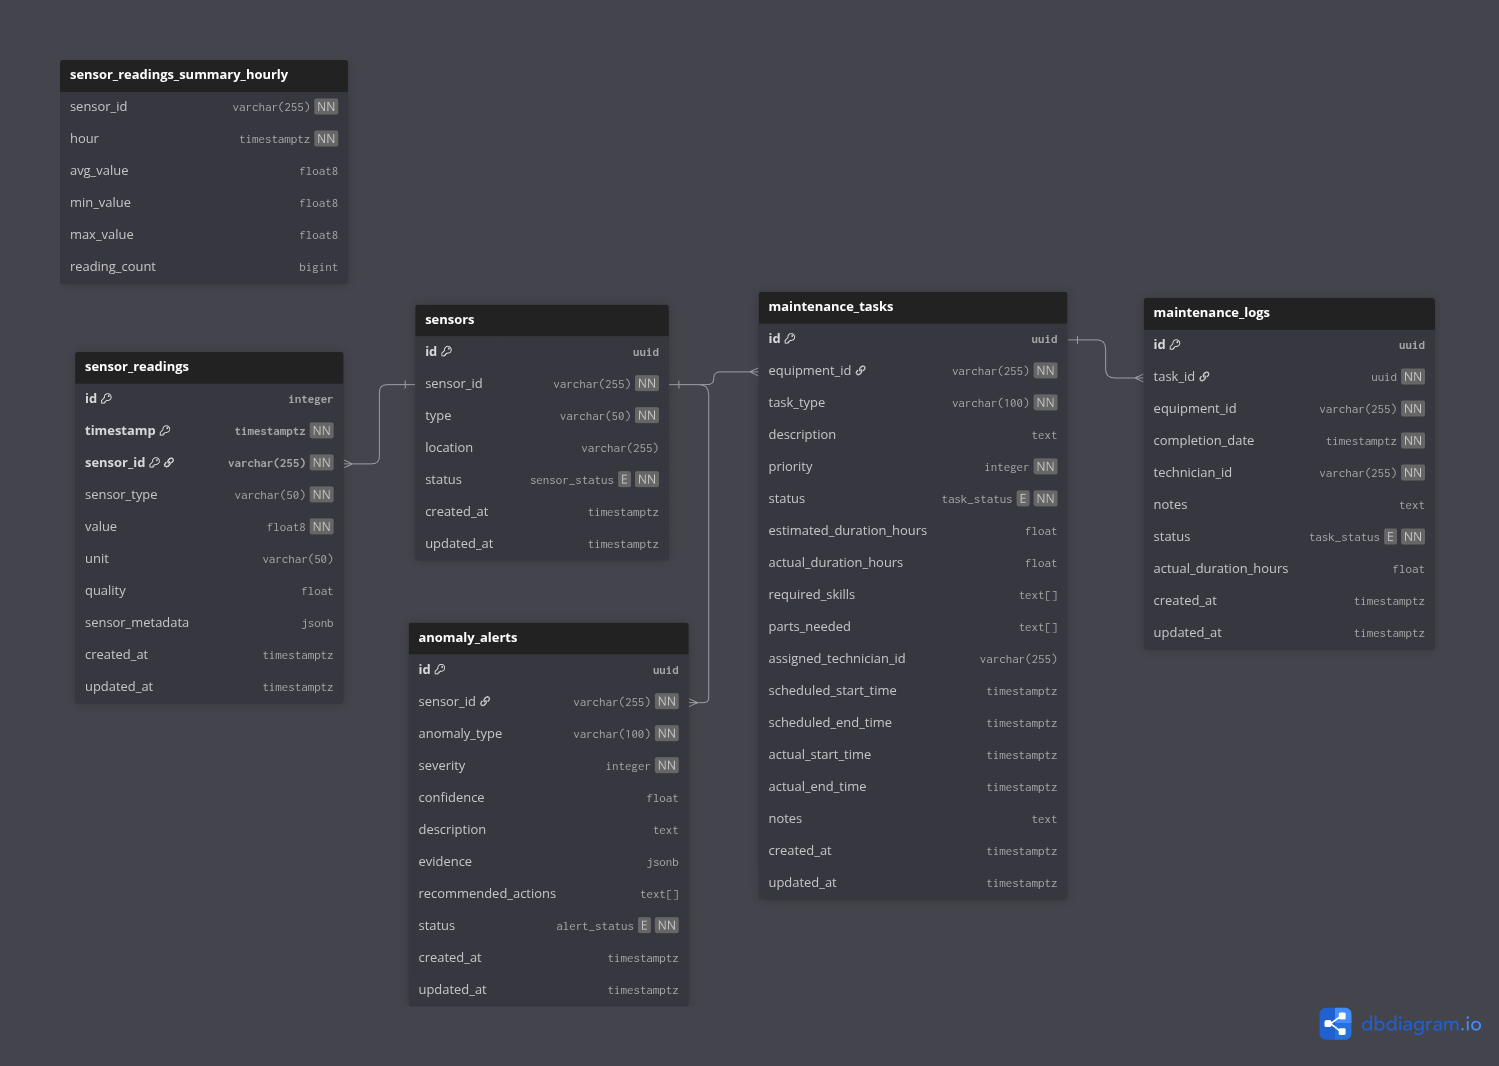 sensor_readings_summary_hourly
sensor_id varchar(255) NN
hour timestamptz NN
avg_value float8
min_value float8
max_value float8
reading_count bigint
sensor_readings
id integer
timestamp timestamptz NN
sensor_id varchar(255) NN
sensor_type varchar(50) NN
value float8 NN
unit varchar(50)
quality float
sensor_metadata jsonb
created_at timestamptz
updated_at timestamptz
sensors
id uuid
sensor_id varchar(255) NN
type varchar(50) NN
location varchar(255)
status sensor_status E NN
created_at timestamptz
updated_at timestamptz
anomaly_alerts
id uuid
sensor_id varchar(255) NN
anomaly_type varchar(100) NN
severity integer NN
confidence float
description text
evidence jsonb
recommended_actions text[]
status alert_status E NN
created_at timestamptz
updated_at timestamptz
maintenance_tasks
id uuid
equipment_id varchar(255) NN
task_type varchar(100) NN
description text
priority integer NN
status task_status E NN
estimated_duration_hours float
actual_duration_hours float
required_skills text[]
parts_needed text[]
assigned_technician_id varchar(255)
scheduled_start_time timestamptz
scheduled_end_time timestamptz
actual_start_time timestamptz
actual_end_time timestamptz
notes text
created_at timestamptz
updated_at timestamptz
maintenance_logs
id uuid
task_id uuid NN
equipment_id varchar(255) NN
completion_date timestamptz NN
technician_id varchar(255) NN
notes text
status task_status E NN
actual_duration_hours float
created_at timestamptz
updated_at timestamptz
dbdiagram.io